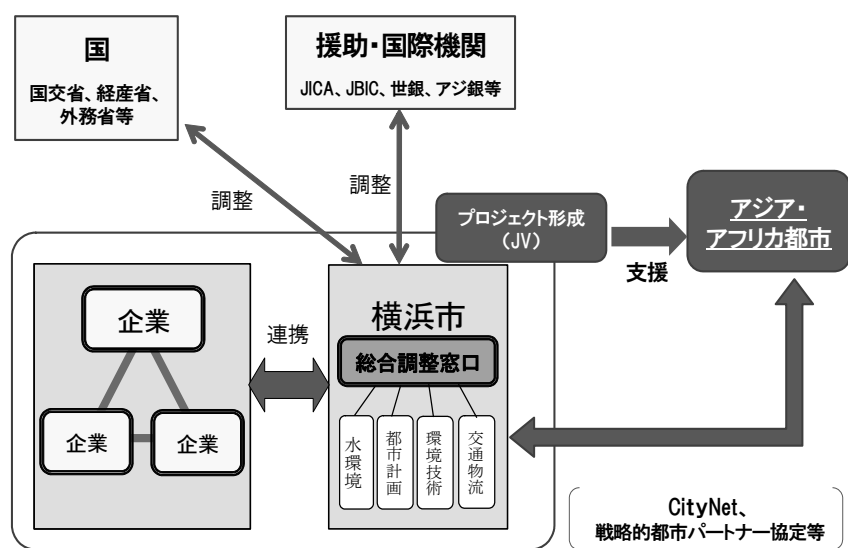 国
国交省、経産省、
外務省等
援助・国際機関
JICA、JBIC、世銀、アジ銀等
調整
調整
プロジェクト形成
（JV）
支援
アジア・
アフリカ都市
企業
企業
企業
連携
横浜市
総合調整窓口
水環境
都市計画
環境技術
交通物流
CityNet、
戦略的都市パートナー協定等